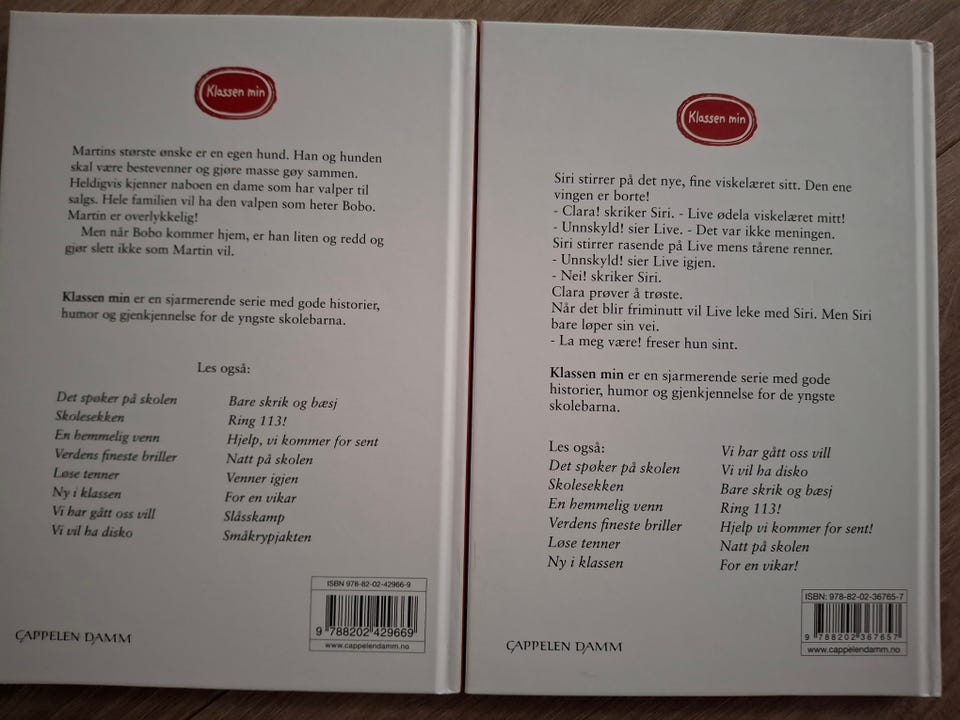 Klassen min
Martins største ønske er en egen hund. Han og hunden
skal være bestevenner og gjøre masse gøy sammen.
Heldigvis kjenner naboen en dame som har valper til
salgs. Hele familien vil ha den valpen som heter Bobo.
Martin er overlykkelig!
Men når Bobo kommer hjem, er han liten og redd og
gjør slett ikke som Martin vil.
Klassen min er en sjarmerende serie med gode historier,
humor og gjenkjennelse for de yngste skolebarna.
Les også:
Det spøker på skolen
Skolesekken
En hemmelig venn
Verdens fineste briller
Løse tenner
Ny i klassen
Vi har gått oss vill
Vi vil ha disko
Bare skrik og bæsj
Ring 113!
Hjelp, vi kommer for sent
Natt på skolen
Venner igjen
For en vikar
Slåsskamp
Småkrypjakten
ISBN 978-82-02-42966-9
9 788202 429669
www.cappelendamm.no
CAPPELEN DAMM
Klassen min
Siri stirrer på det nye, fine viskelæret sitt. Den ene
vingen er borte!
- Clara! skriker Siri. - Live ødela viskelæret mitt!
- Unnskyld! sier Live. - Det var ikke meningen.
Siri stirrer rasende på Live mens tårene renner.
- Unnskyld! sier Live igjen.
- Nei! skriker Siri.
Clara prøver å trøste.
Når det blir friminutt vil Live leke med Siri. Men Siri
bare løper sin vei.
- La meg være! freser hun sint.
Klassen min er en sjarmerende serie med gode
historier, humor og gjenkjennelse for de yngste
skolebarna.
Les også:
Det spøker på skolen
Skolesekken
En hemmelig venn
Verdens fineste briller
Løse tenner
Ny i klassen
Vi har gått oss vill
Vi vil ha disko
Bare skrik og bæsj
Ring 113!
Hjelp vi kommer for sent!
Natt på skolen
For en vikar!
ISBN: 978-82-02-36765-7
9 788202 367657
www.cappelendamm.no
CAPPELEN DAMM